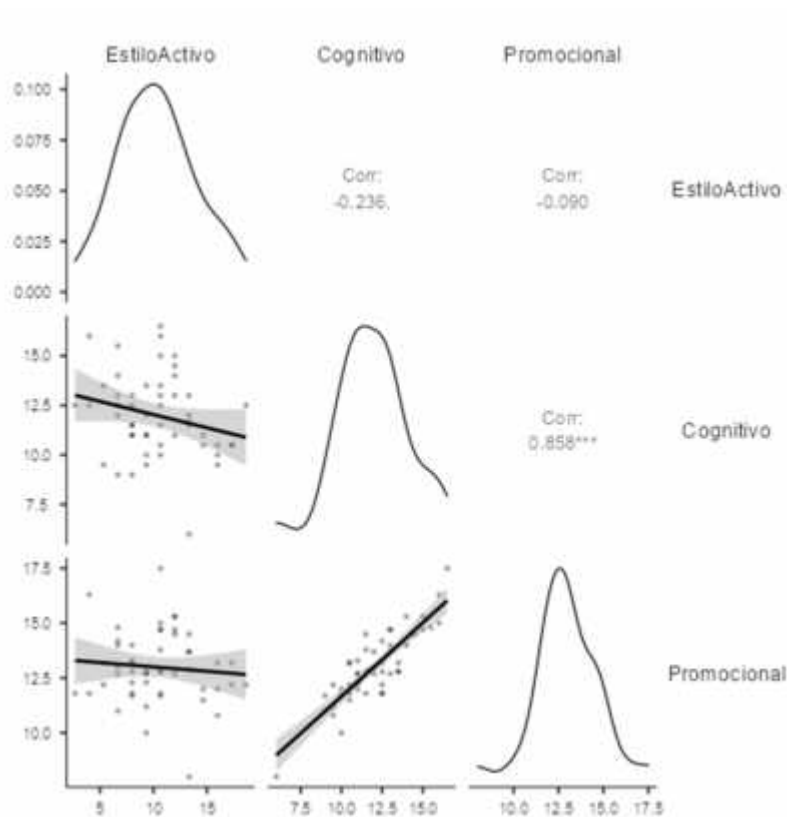 EstiloActivo Cognitivo Promocional
0.100
0.075
0.050
0.025
0.000
Corr:
-0.236.
Corr:
-0.090
EstiloActivo
15.0
12.5
10.0
7.5
Corr:
0.858***
Cognitivo
17.5
15.0
12.5
10.0
Promocional
5 10 15
7.5 10.0 12.5 15.0
10.0 12.5 15.0 17.5